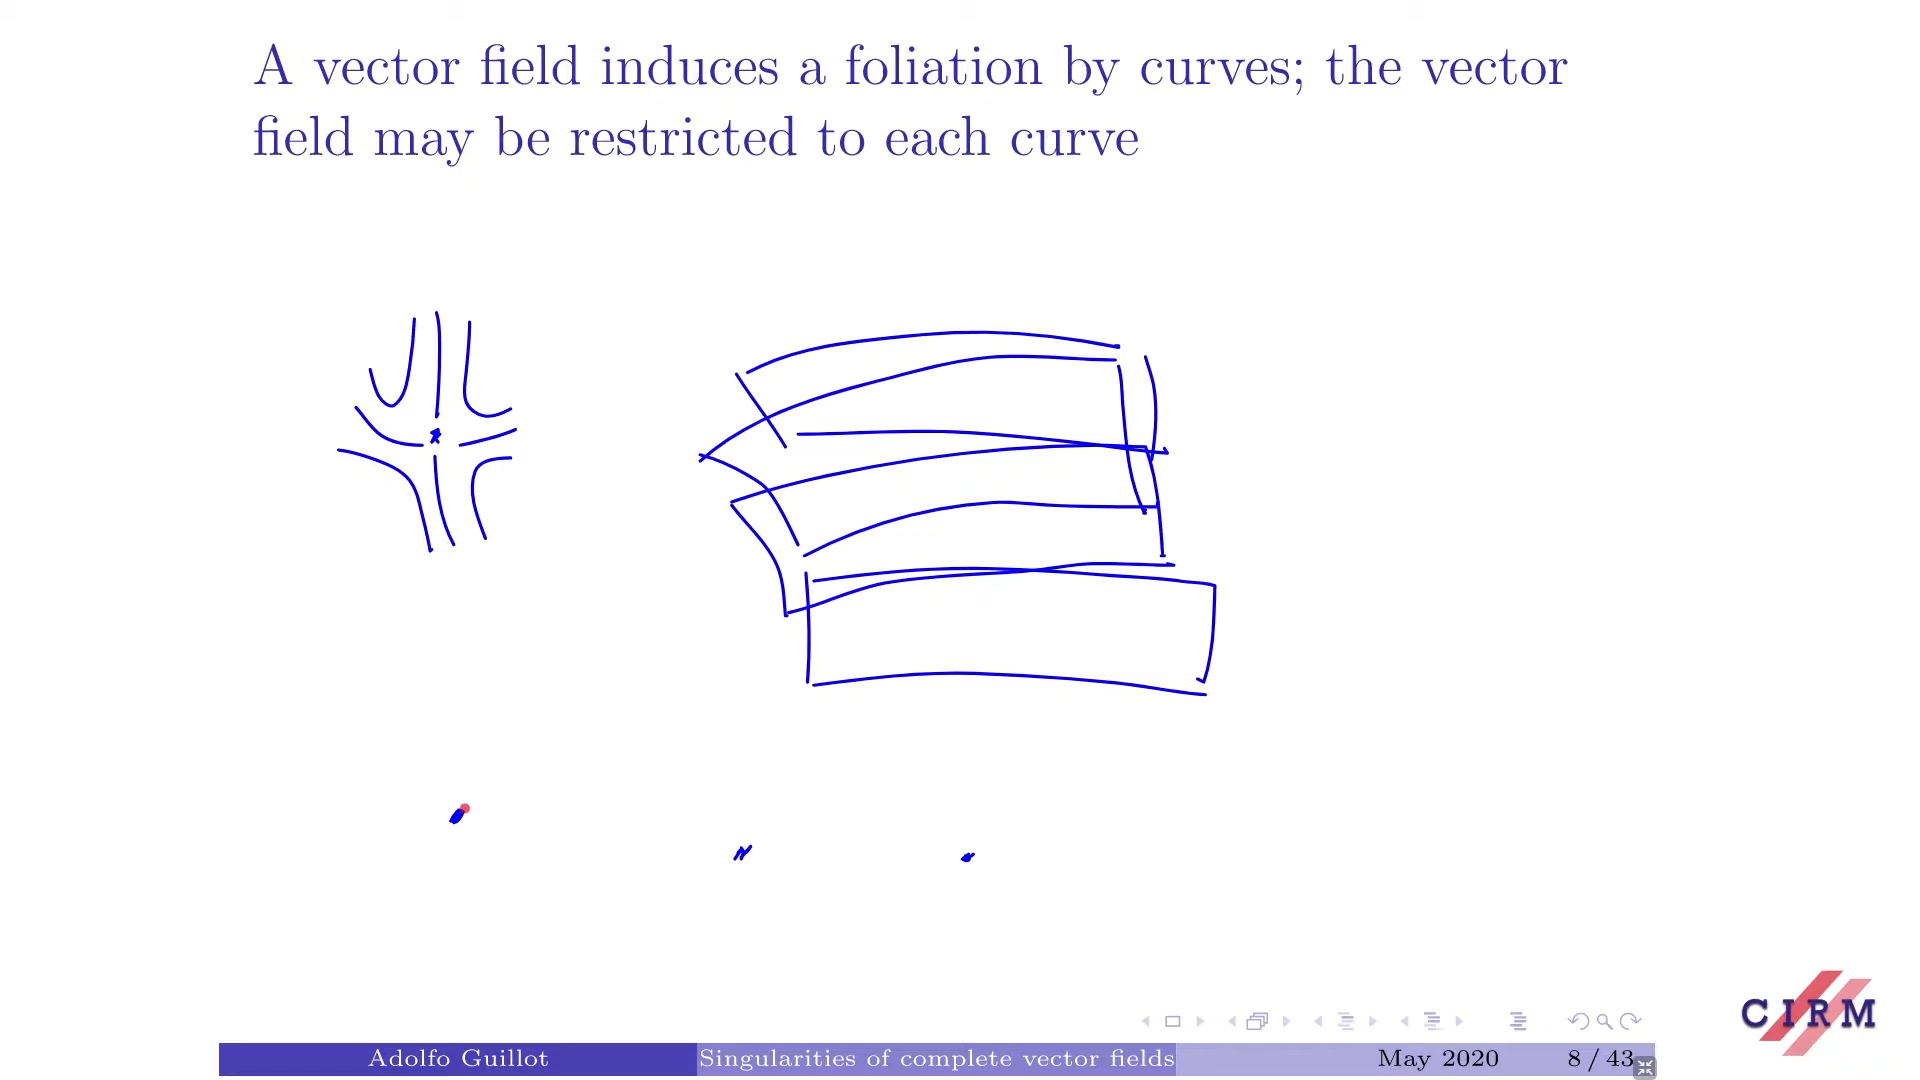 A vector field induces a foliation by curves; the vector
field may be restricted to each curve
CIRM
Adolfo Guillot Singularities of complete vector fields May 2020 8 / 43